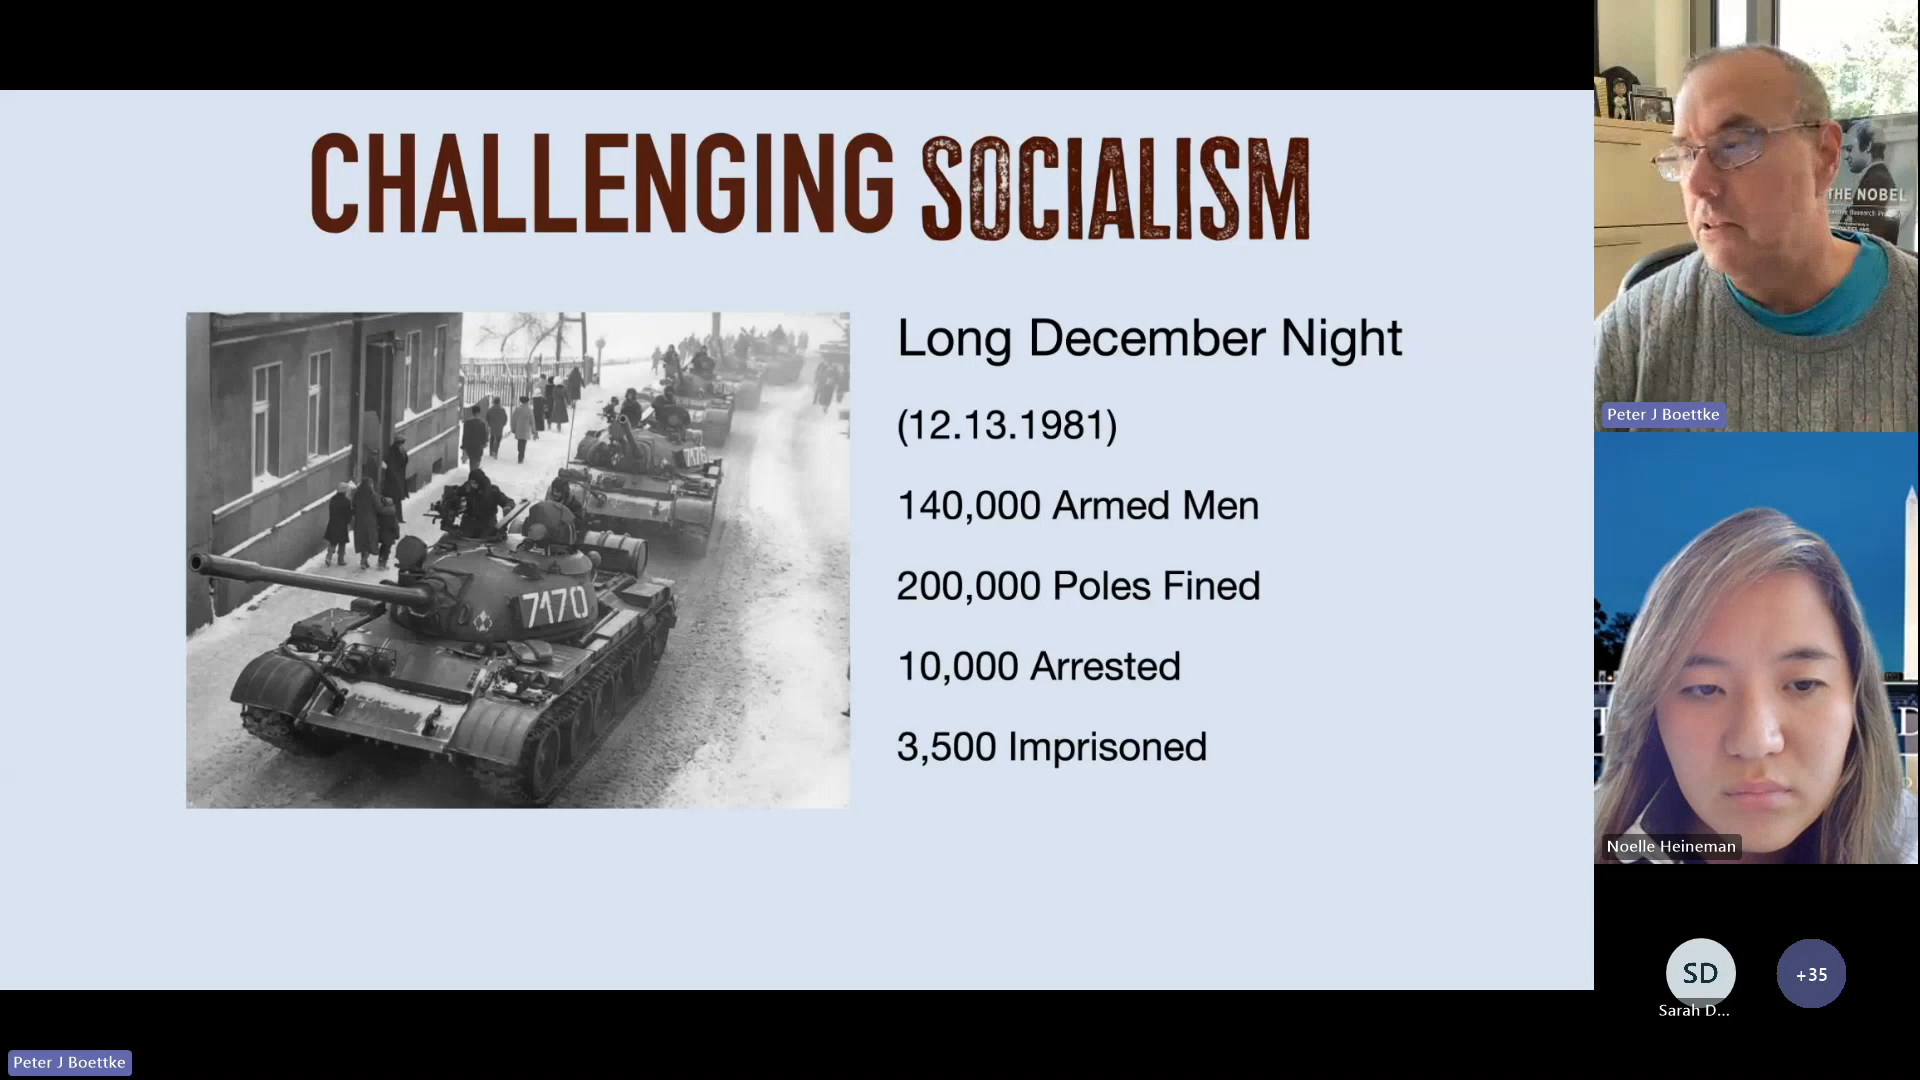 CHALLENGING SOCIALISM
Long December Night
(12.13.1981)
140,000 Armed Men
200,000 Poles Fined
10,000 Arrested
3,500 Imprisoned
7170
7176
THE NOBEL
Peter J Boettke
Noelle Heineman
SD
Sarah D...
+35
Peter J Boettke